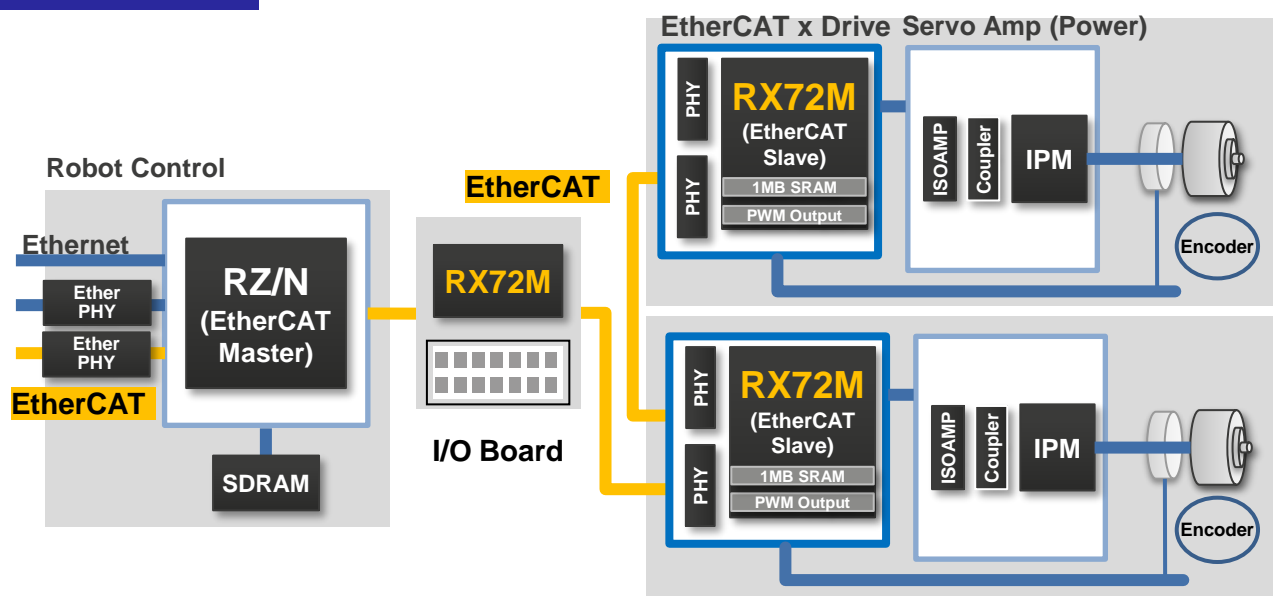 EtherCAT x Drive
Servo Amp (Power)
PHY
PHY
RX72M
(EtherCAT
Slave)
1MB SRAM
PWM Output
ISOAMP
Coupler
IPM
Encoder
Robot Control
Ethernet
Ether
PHY
Ether
PHY
EtherCAT
RZ/N
(EtherCAT
Master)
SDRAM
EtherCAT
RX72M
I/O Board
PHY
PHY
RX72M
(EtherCAT
Slave)
1MB SRAM
PWM Output
ISOAMP
Coupler
IPM
Encoder